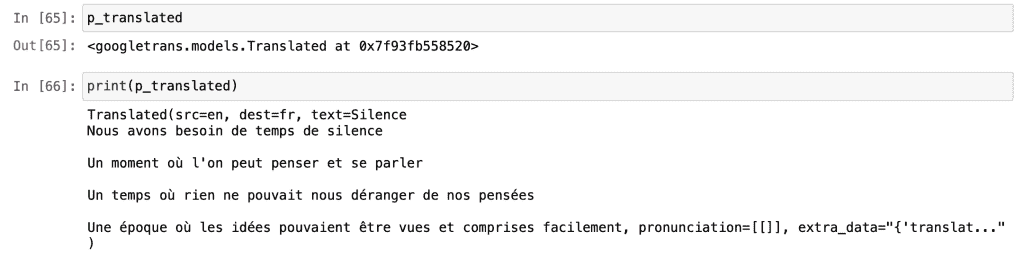 In [65]: p_translated
Out[65]: <googletrans.models.Translated at 0x7f93fb558520>
In [66]: print(p_translated)
Translated(src=en, dest=fr, text=Silence
Nous avons besoin de temps de silence
Un moment où l'on peut penser et se parler
Un temps où rien ne pouvait nous déranger de nos pensées
Une époque où les idées pouvaient être vues et comprises facilement, pronunciation=[[]], extra_data="{'translat..."
)